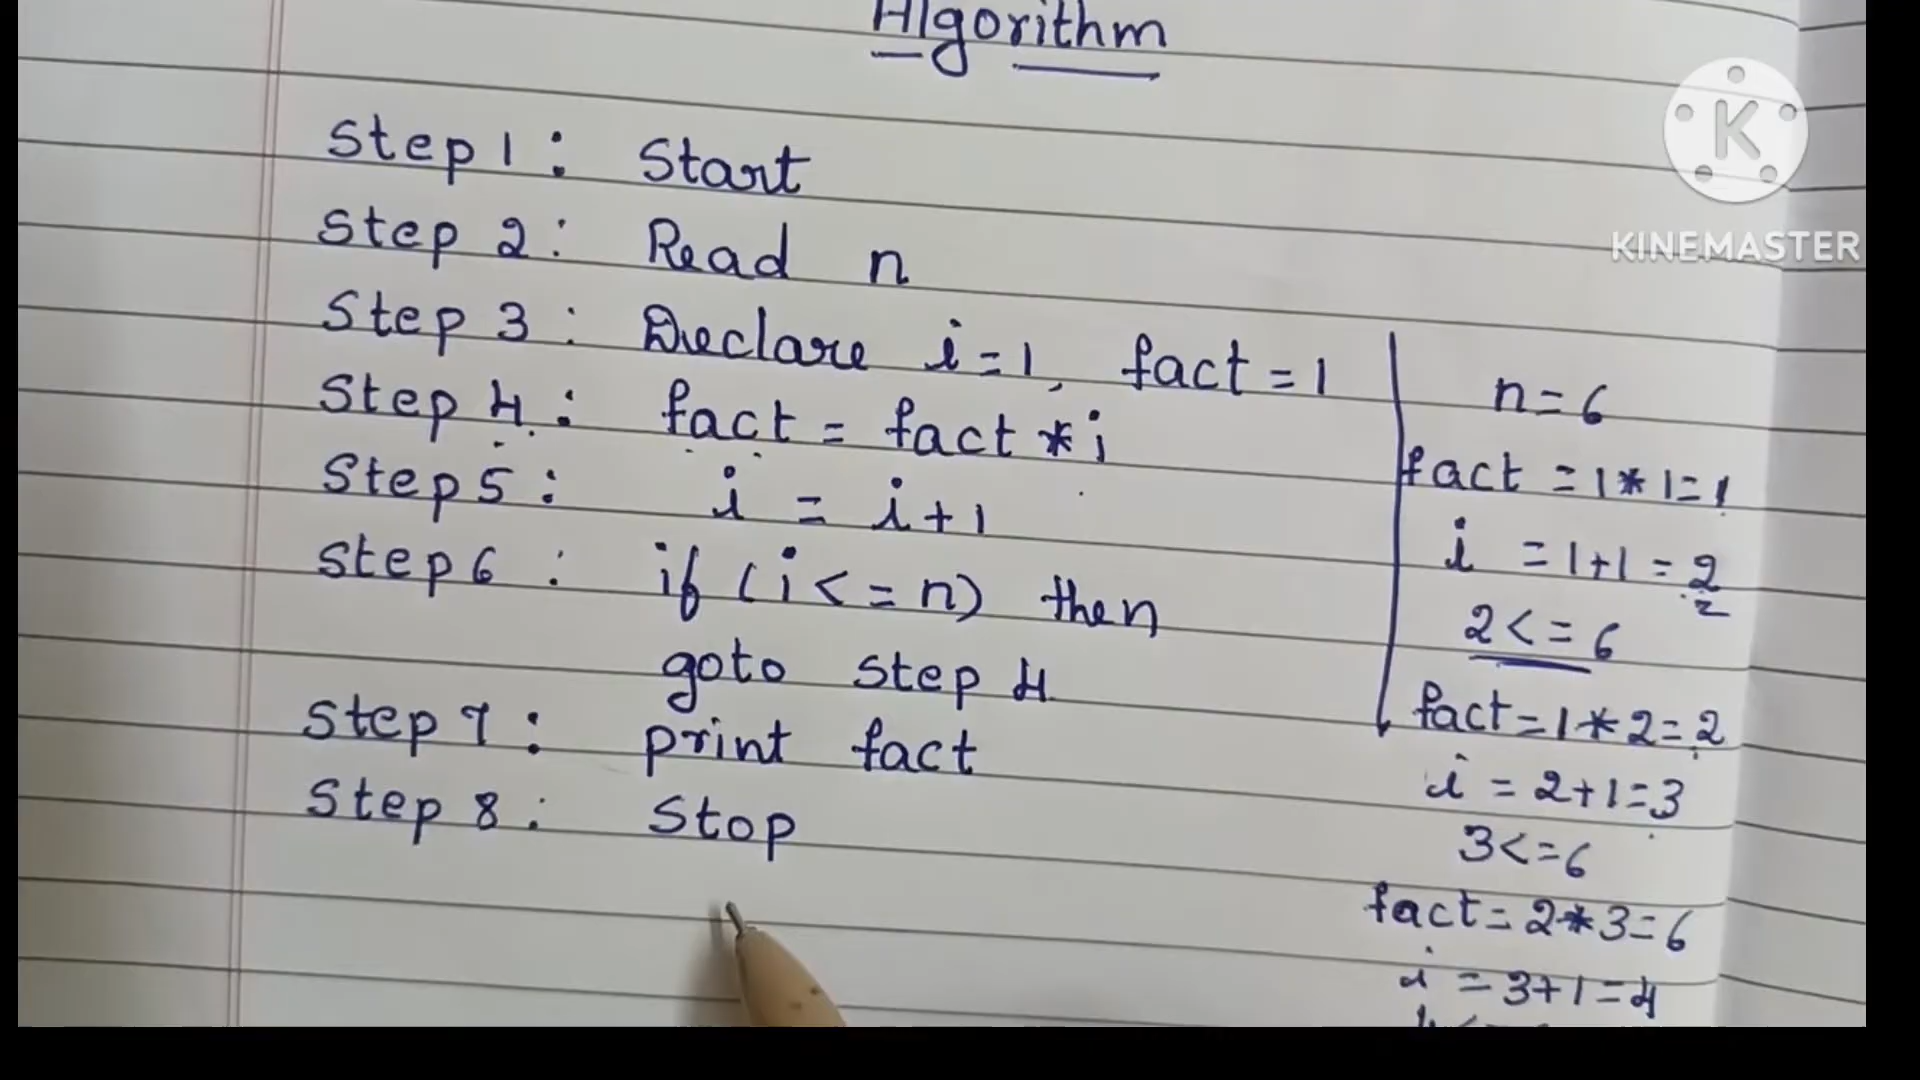 Algorithm
Step 1 : Start
Step 2 : Read n
Step 3 : Declare i=1, fact = 1
Step 4 : fact = fact * i
Step 5 : i = i+1
Step 6 : if (i <= n) then
goto step 4
Step 7 : print fact
Step 8 : Stop
n = 6
fact = 1 * 1 = 1
i = 1+1 = 2
2 <= 6
fact = 1 * 2 = 2
i = 2+1 = 3
3 <= 6
fact = 2 * 3 = 6
i = 3+1 = 4
K
KINEMASTER